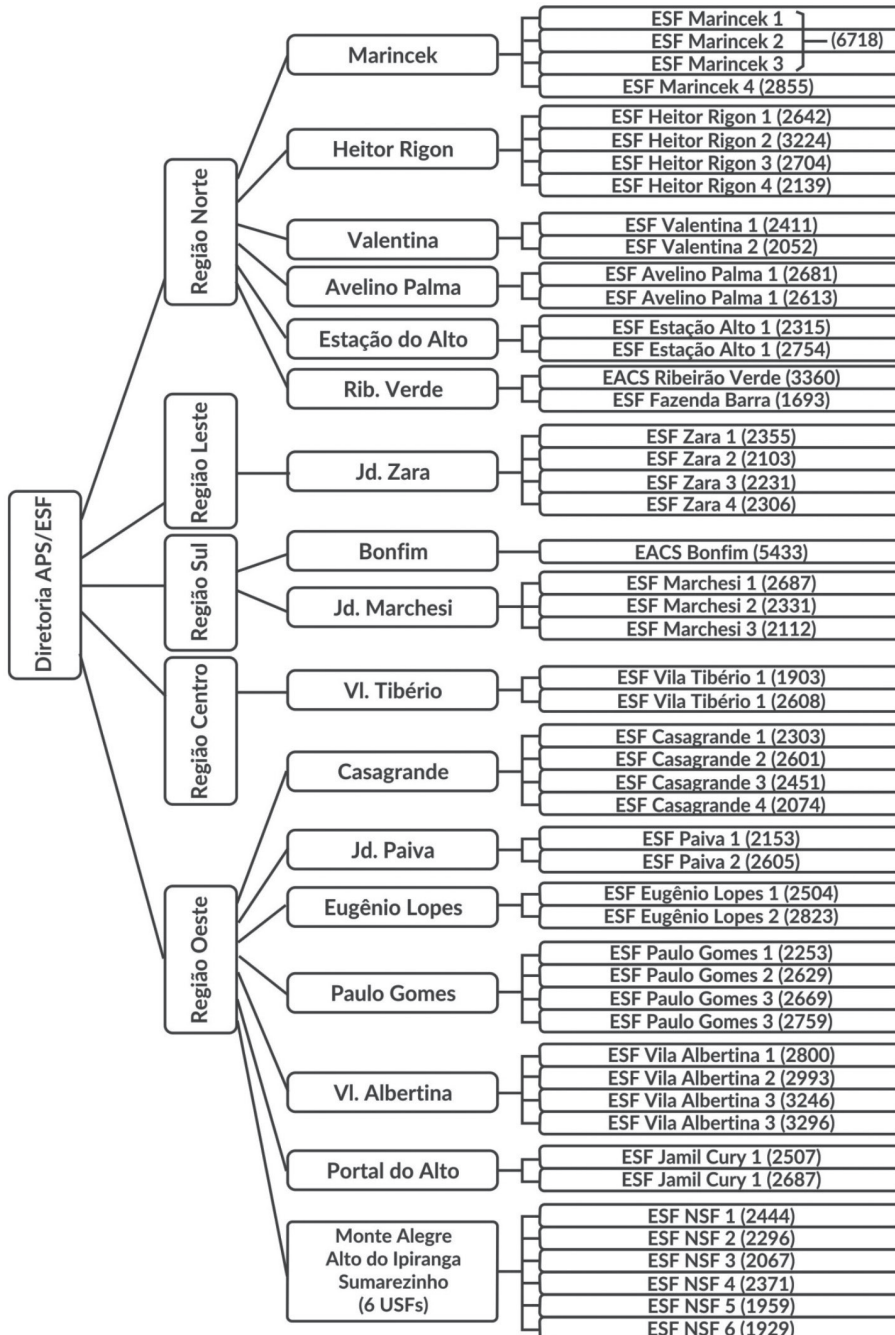 Diretoria APS/ESF
Região Norte
Marincek
ESF Marincek 1
ESF Marincek 2
ESF Marincek 3
(6718)
ESF Marincek 4 (2855)
Heitor Rigon
ESF Heitor Rigon 1 (2642)
ESF Heitor Rigon 2 (3224)
ESF Heitor Rigon 3 (2704)
ESF Heitor Rigon 4 (2139)
Valentina
ESF Valentina 1 (2411)
ESF Valentina 2 (2052)
Avelino Palma
ESF Avelino Palma 1 (2681)
ESF Avelino Palma 1 (2613)
Estação do Alto
ESF Estação Alto 1 (2315)
ESF Estação Alto 1 (2754)
Rib. Verde
EACS Ribeirão Verde (3360)
ESF Fazenda Barra (1693)
Região Leste
Jd. Zara
ESF Zara 1 (2355)
ESF Zara 2 (2103)
ESF Zara 3 (2231)
ESF Zara 4 (2306)
Região Sul
Bonfim
EACS Bonfim (5433)
Jd. Marchesi
ESF Marchesi 1 (2687)
ESF Marchesi 2 (2331)
ESF Marchesi 3 (2112)
Região Centro
Vl. Tibério
ESF Vila Tibério 1 (1903)
ESF Vila Tibério 1 (2608)
Região Oeste
Casagrande
ESF Casagrande 1 (2303)
ESF Casagrande 2 (2601)
ESF Casagrande 3 (2451)
ESF Casagrande 4 (2074)
Jd. Paiva
ESF Paiva 1 (2153)
ESF Paiva 2 (2605)
Eugênio Lopes
ESF Eugênio Lopes 1 (2504)
ESF Eugênio Lopes 2 (2823)
Paulo Gomes
ESF Paulo Gomes 1 (2253)
ESF Paulo Gomes 2 (2629)
ESF Paulo Gomes 3 (2669)
ESF Paulo Gomes 3 (2759)
Vl. Albertina
ESF Vila Albertina 1 (2800)
ESF Vila Albertina 2 (2993)
ESF Vila Albertina 3 (3246)
ESF Vila Albertina 3 (3296)
Portal do Alto
ESF Jamil Cury 1 (2507)
ESF Jamil Cury 1 (2687)
Monte Alegre
Alto do Ipiranga
Sumarezinho
(6 USFs)
ESF NSF 1 (2444)
ESF NSF 2 (2296)
ESF NSF 3 (2067)
ESF NSF 4 (2371)
ESF NSF 5 (1959)
ESF NSF 6 (1929)